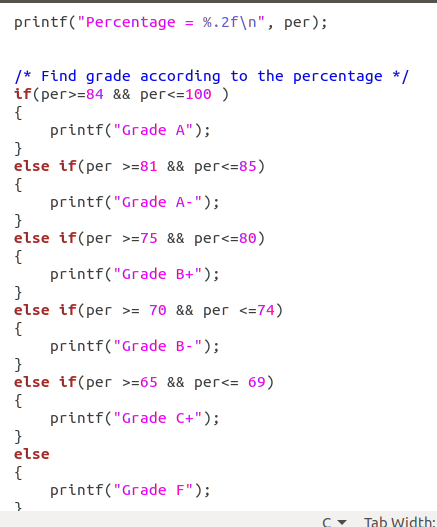 printf("Percentage = %.2f\n", per);
/* Find grade according to the percentage */
if(per>=84 && per<=100 )
{
    printf("Grade A");
}
else if(per >=81 && per<=85)
{
    printf("Grade A-");
}
else if(per >=75 && per<=80)
{
    printf("Grade B+");
}
else if(per >= 70 && per <=74)
{
    printf("Grade B-");
}
else if(per >=65 && per<= 69)
{
    printf("Grade C+");
}
else
{
    printf("Grade F");
}
C Tab Width: